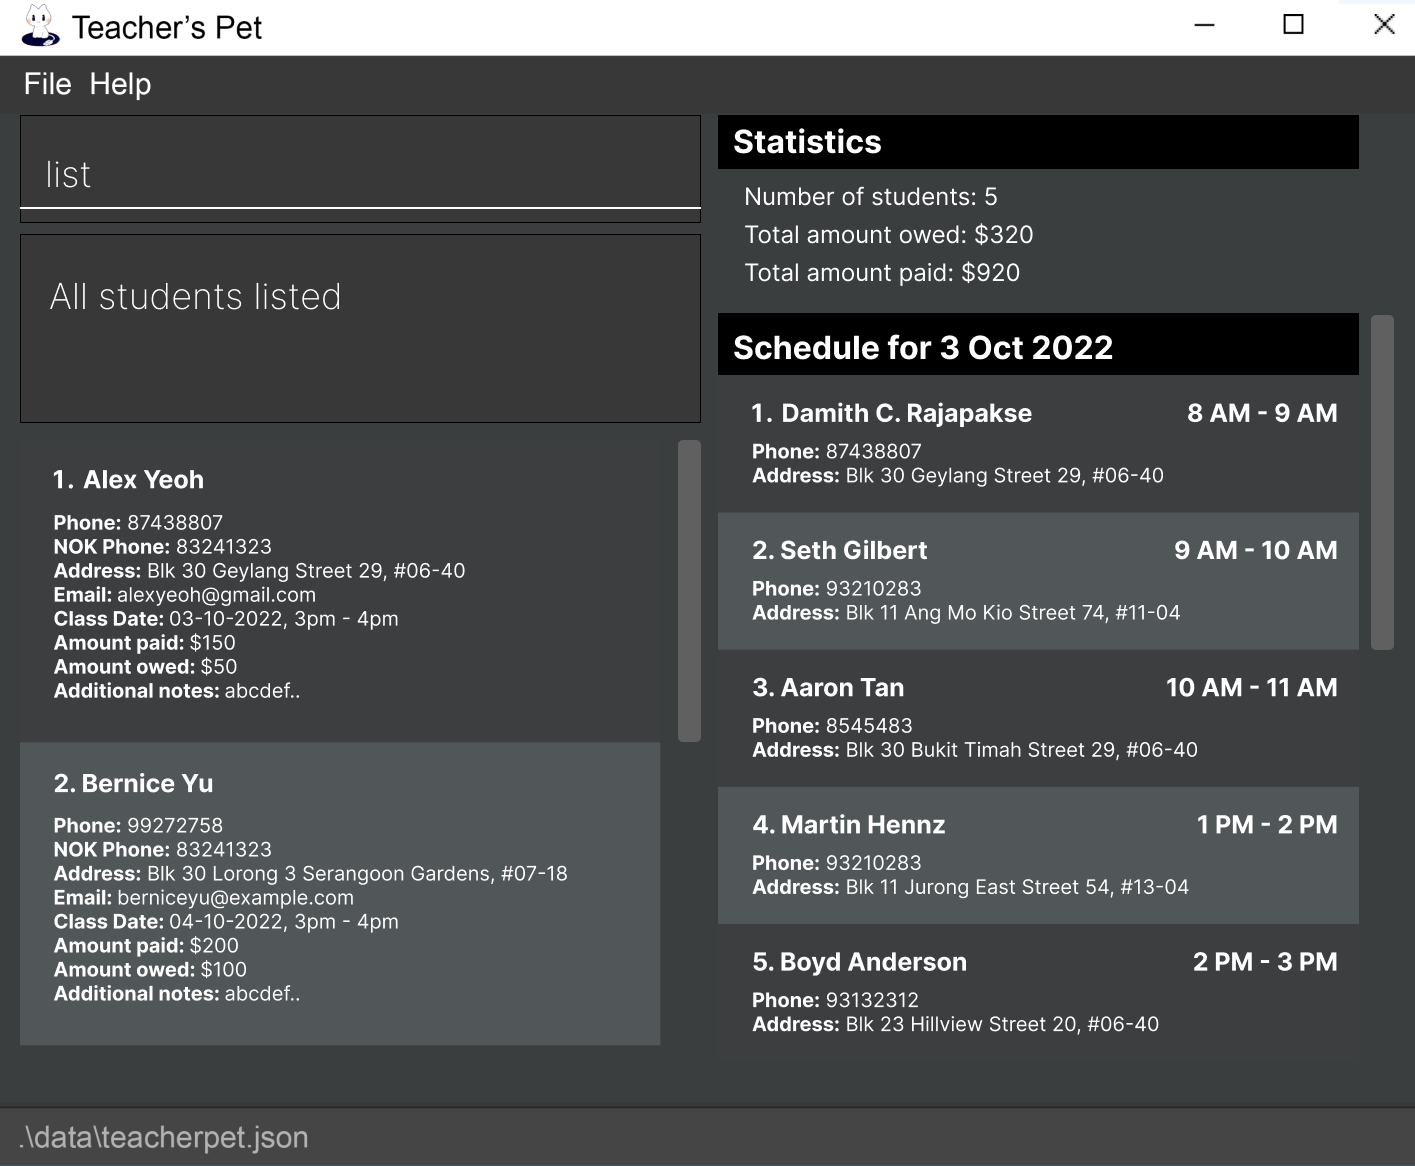 Teacher’s Pet
File Help
list
All students listed
1. Alex Yeoh
Phone: 87438807
NOK Phone: 83241323
Address: Blk 30 Geylang Street 29, #06-40
Email: alexyeoh@gmail.com
Class Date: 03-10-2022, 3pm - 4pm
Amount paid: $150
Amount owed: $50
Additional notes: abcdef..
2. Bernice Yu
Phone: 99272758
NOK Phone: 83241323
Address: Blk 30 Lorong 3 Serangoon Gardens, #07-18
Email: berniceyu@example.com
Class Date: 04-10-2022, 3pm - 4pm
Amount paid: $200
Amount owed: $100
Additional notes: abcdef..
Statistics
Number of students: 5
Total amount owed: $320
Total amount paid: $920
Schedule for 3 Oct 2022
1. Damith C. Rajapakse 8 AM - 9 AM
Phone: 87438807
Address: Blk 30 Geylang Street 29, #06-40
2. Seth Gilbert 9 AM - 10 AM
Phone: 93210283
Address: Blk 11 Ang Mo Kio Street 74, #11-04
3. Aaron Tan 10 AM - 11 AM
Phone: 8545483
Address: Blk 30 Bukit Timah Street 29, #06-40
4. Martin Hennz 1 PM - 2 PM
Phone: 93210283
Address: Blk 11 Jurong East Street 54, #13-04
5. Boyd Anderson 2 PM - 3 PM
Phone: 93132312
Address: Blk 23 Hillview Street 20, #06-40
.\data\teacherpet.json